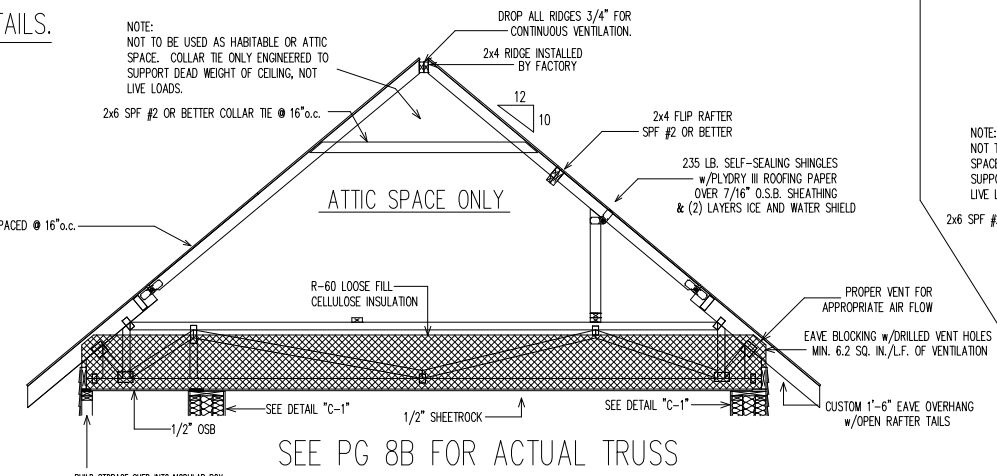 TAILS.
NOTE:
NOT TO BE USED AS HABITABLE OR ATTIC
SPACE. COLLAR TIE ONLY ENGINEERED TO
SUPPORT DEAD WEIGHT OF CEILING, NOT
LIVE LOADS.
2x6 SPF #2 OR BETTER COLLAR TIE @ 16"o.c.
DROP ALL RIDGES 3/4" FOR
CONTINUOUS VENTILATION.
2x4 RIDGE INSTALLED
BY FACTORY
12
10
2x4 FLIP RAFTER
SPF #2 OR BETTER
235 LB. SELF-SEALING SHINGLES
w/PLYDRY III ROOFING PAPER
OVER 7/16" O.S.B. SHEATHING
& (2) LAYERS ICE AND WATER SHIELD
NOTE:
NOT T
SPACE
SUPPO
LIVE L
2x6 SPF #
ATTIC SPACE ONLY
PACED @ 16"o.c.
R-60 LOOSE FILL
CELLULOSE INSULATION
PROPER VENT FOR
APPROPRIATE AIR FLOW
EAVE BLOCKING w/DRILLED VENT HOLES
MIN. 6.2 SQ. IN./L.F. OF VENTILATION
SEE DETAIL "C-1"
1/2" OSB
1/2" SHEETROCK
SEE DETAIL "C-1"
CUSTOM 1'-6" EAVE OVERHANG
w/OPEN RAFTER TAILS
SEE PG 8B FOR ACTUAL TRUSS